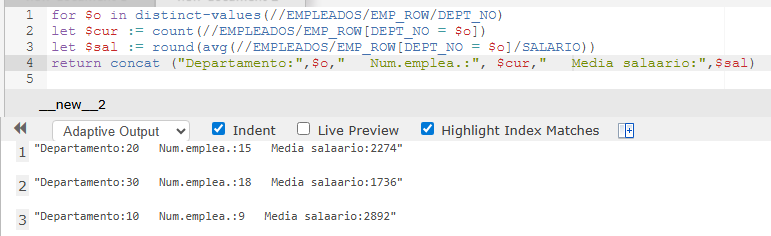 1 for $o in distinct-values(//EMPLEADOS/EMP_ROW/DEPT_NO)
2 let $cur := count(//EMPLEADOS/EMP_ROW[DEPT_NO = $o])
3 let $sal := round(avg(//EMPLEADOS/EMP_ROW[DEPT_NO = $o]/SALARIO))
4 return concat ("Departamento:",$o,"   Num.emplea.:", $cur,"   Media salaario:",$sal)
5
__new__2
Adaptive Output Indent Live Preview Highlight Index Matches
1 "Departamento:20   Num.emplea.:15   Media salaario:2274"
2 "Departamento:30   Num.emplea.:18   Media salaario:1736"
3 "Departamento:10   Num.emplea.:9   Media salaario:2892"